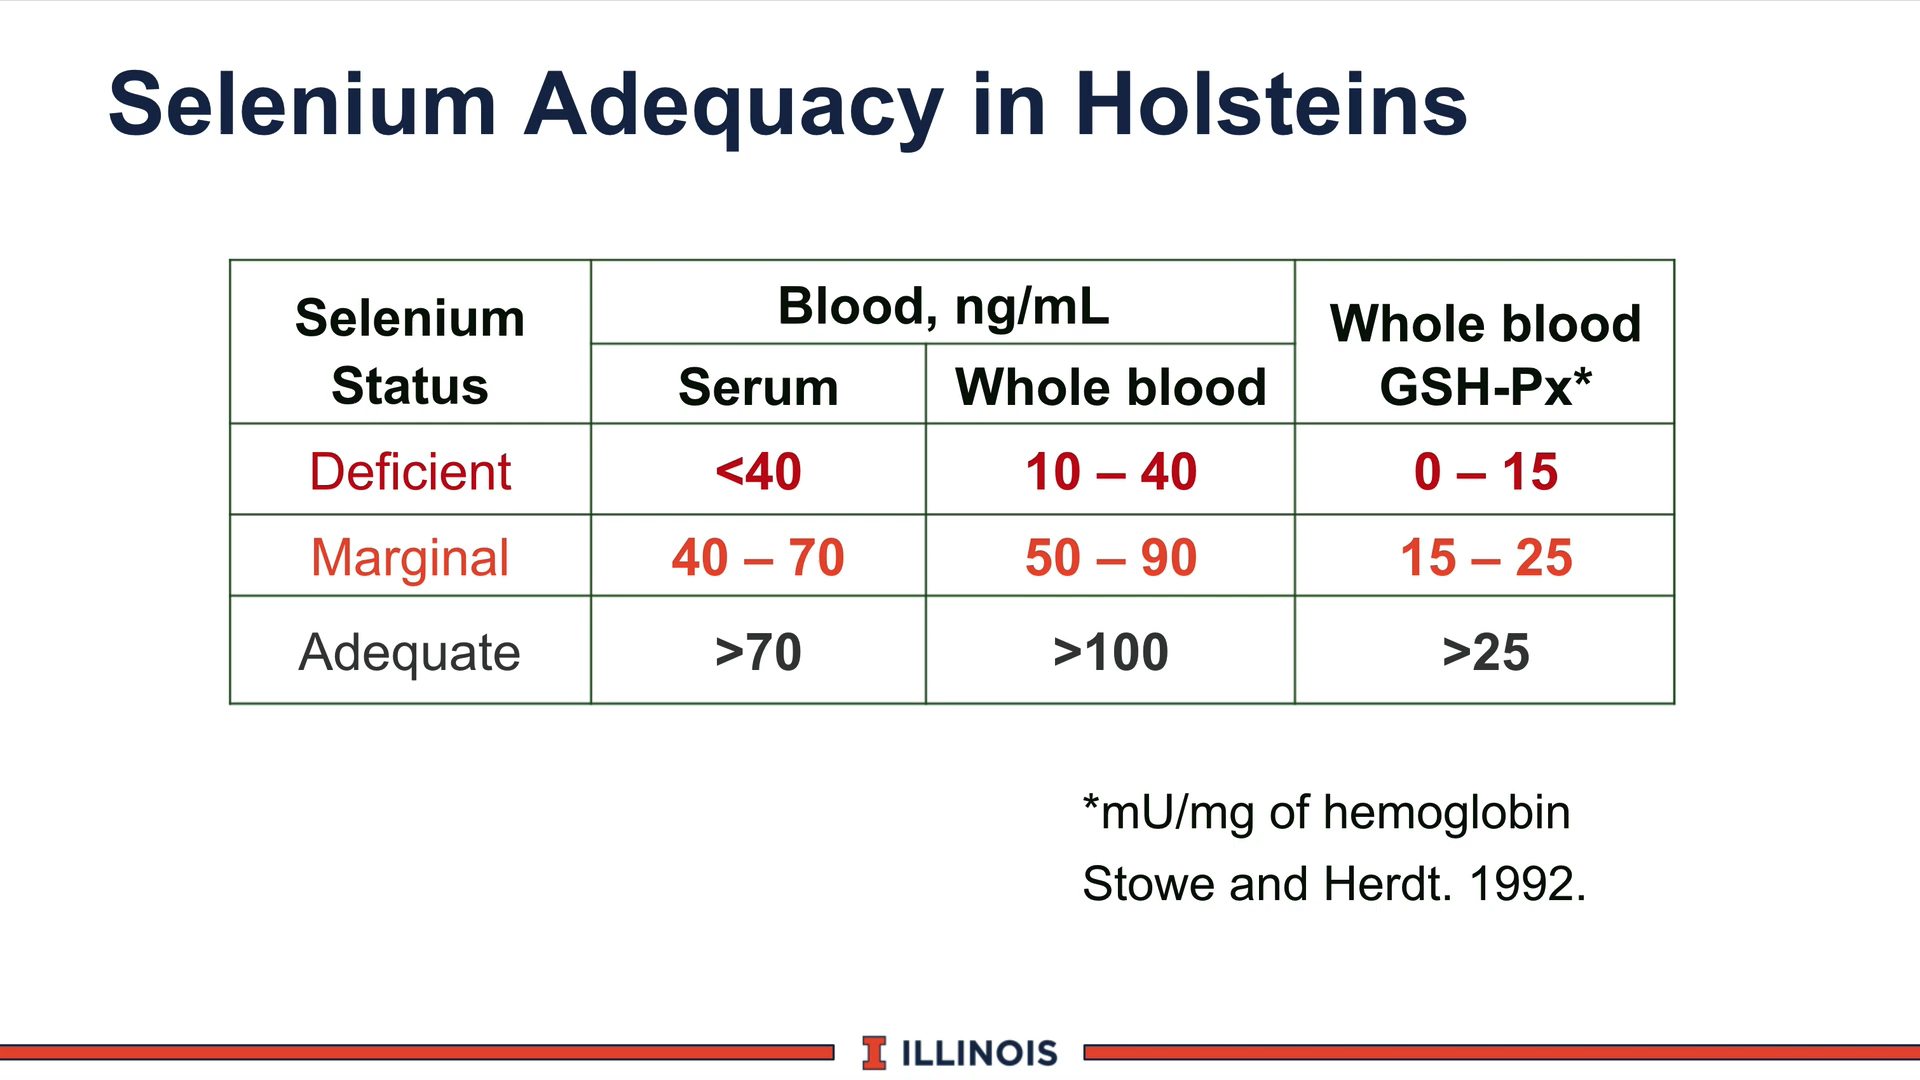 Selenium Adequacy in Holsteins
Selenium
Status
Blood, ng/mL
Whole blood
GSH-Px*
Serum
Whole blood
Deficient
<40
10 – 40
0 – 15
Marginal
40 – 70
50 – 90
15 – 25
Adequate
>70
>100
>25
*mU/mg of hemoglobin
Stowe and Herdt. 1992.
I ILLINOIS